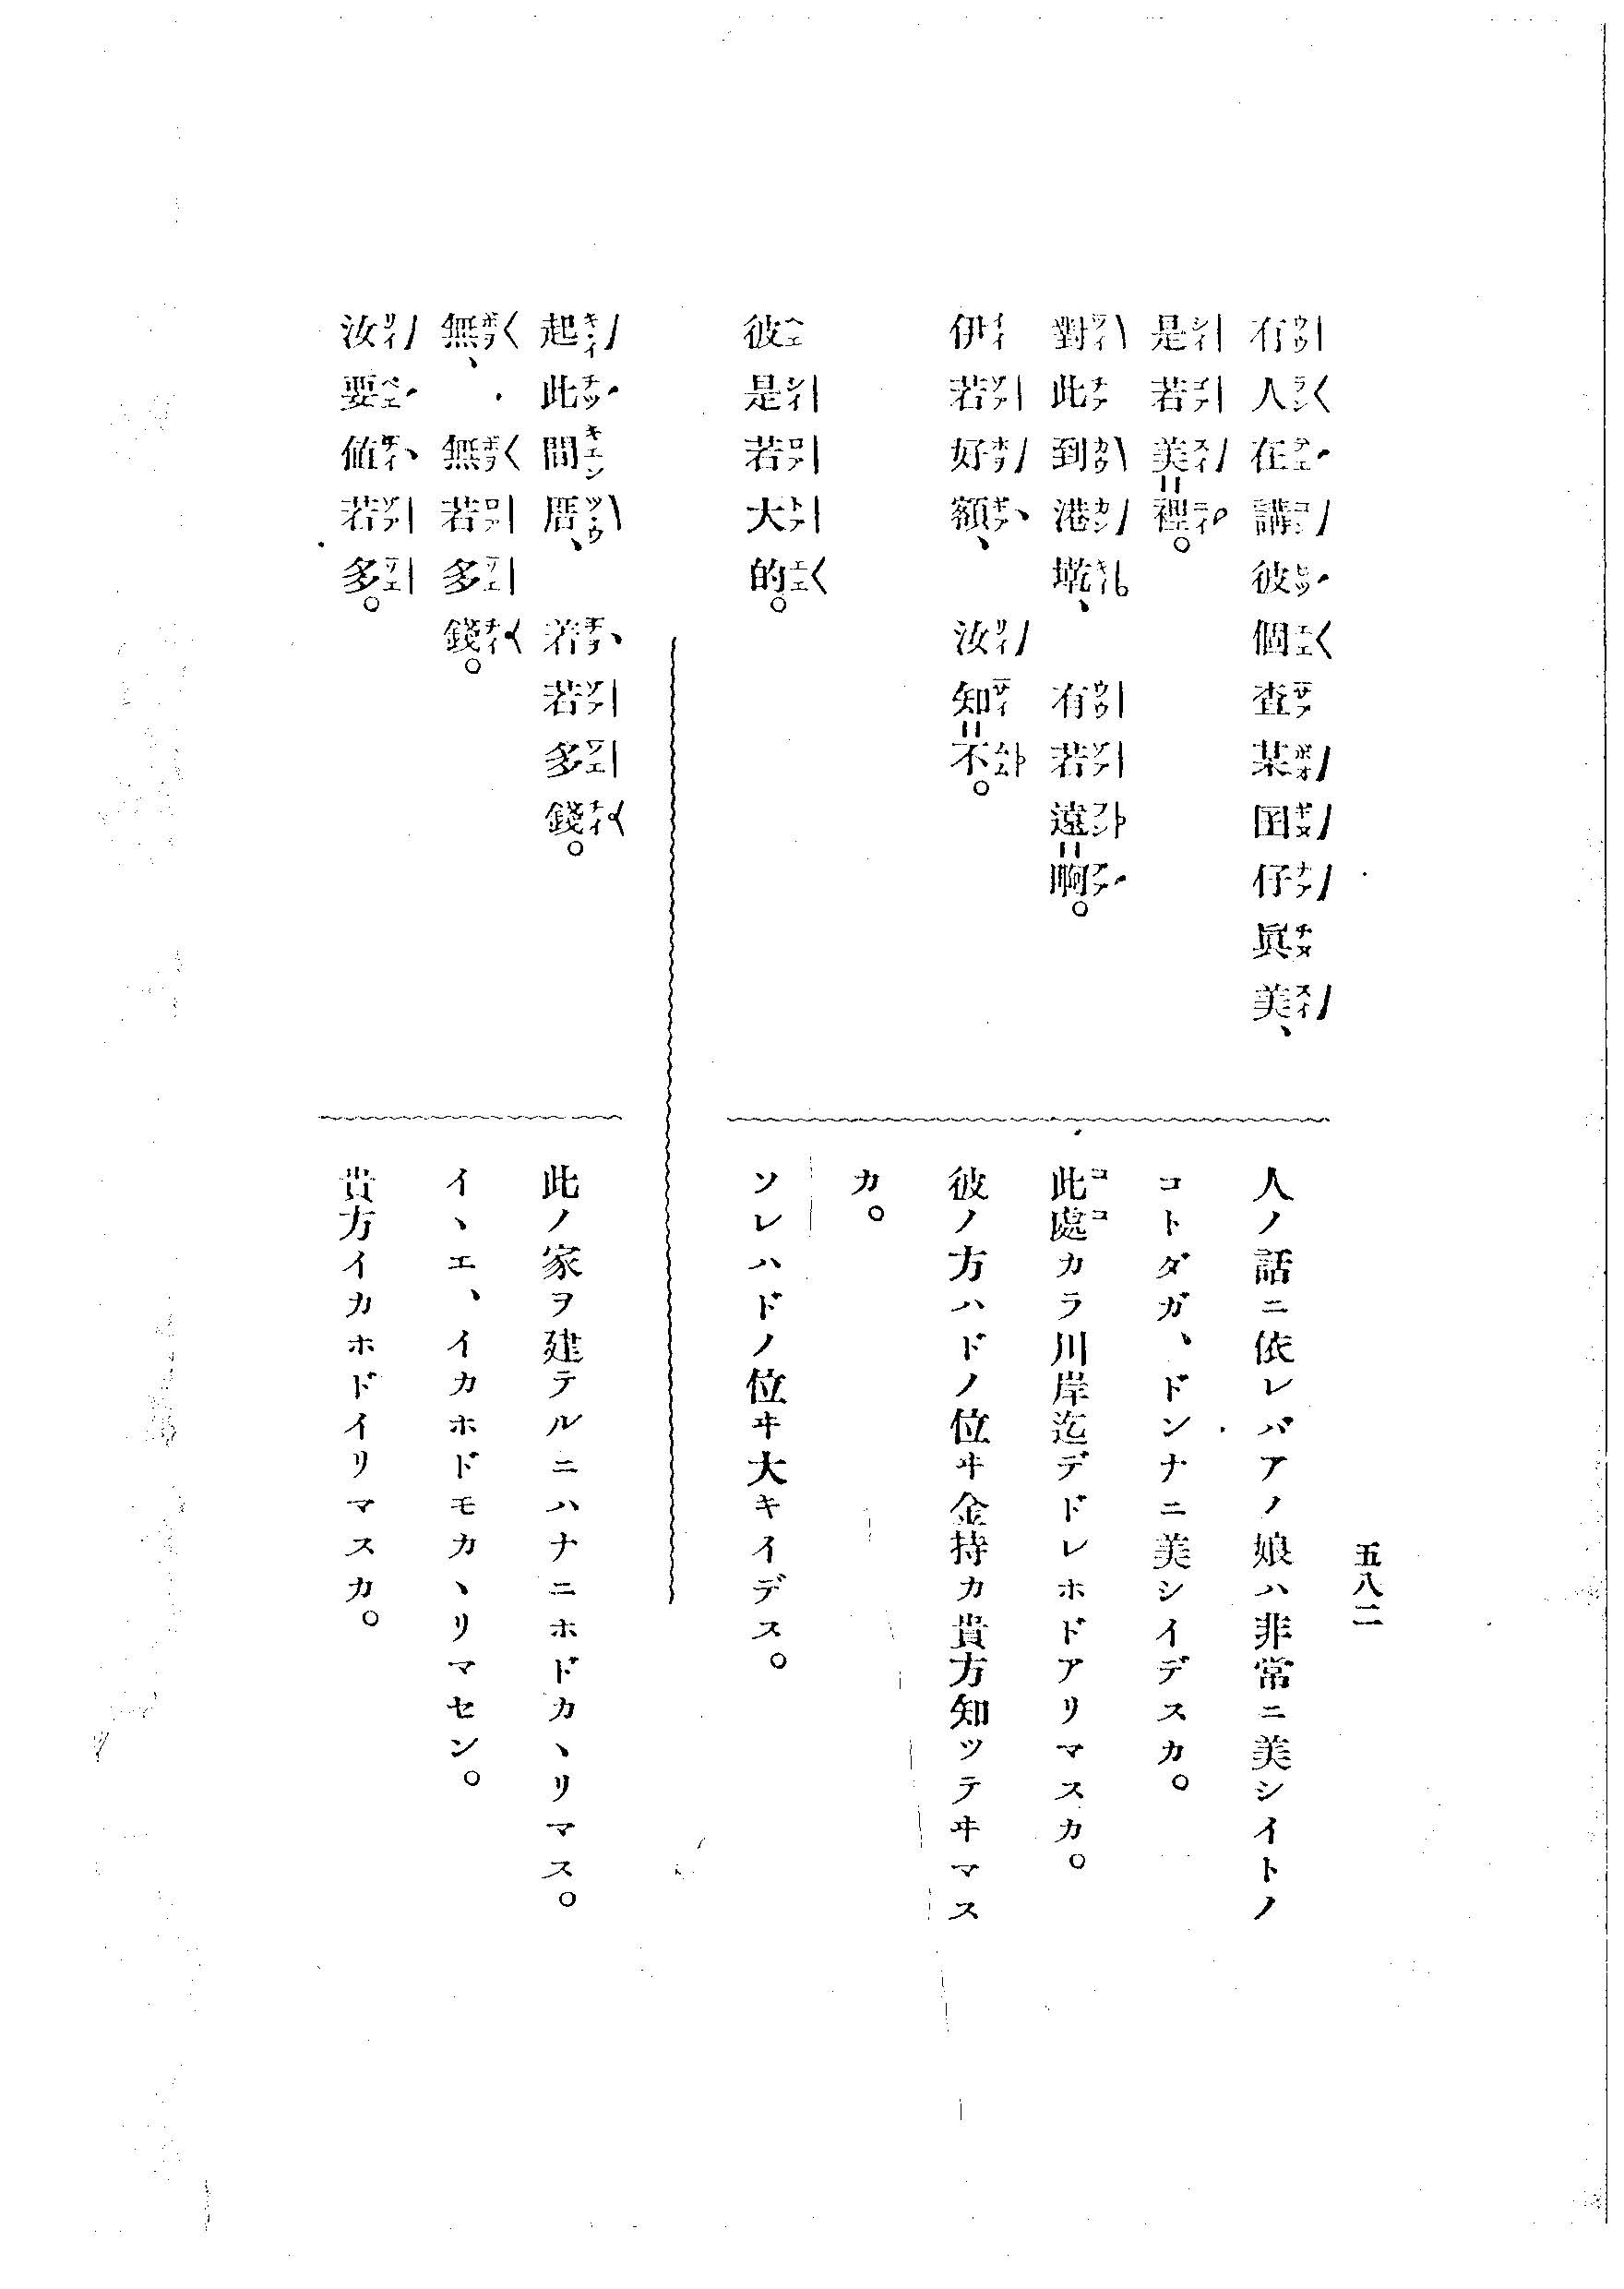 五八二
有人在講彼個查某囝仔眞美、
是若美=裡。
對此到港墘、有若遠=啊。
伊若好額、汝知=不。
彼是若大的。
起此間厝、着若多錢。
無、無若多錢。
汝要値若多。
人ノ話ニ依レバアノ娘ハ非常ニ美シイトノ
コトダガ、ドンナニ美シイデスカ。
此處カラ川岸迄デドレホドアリマスカ。
彼ノ方ハドノ位ヰ金持カ貴方知ツテヰマス
カ。
ソレハドノ位ヰ大キイデス。
此ノ家ヲ建テルニハナニホドカヽリマス。
イヽエ、イカホドモカヽリマセン。
貴方イカホドイリマスカ。